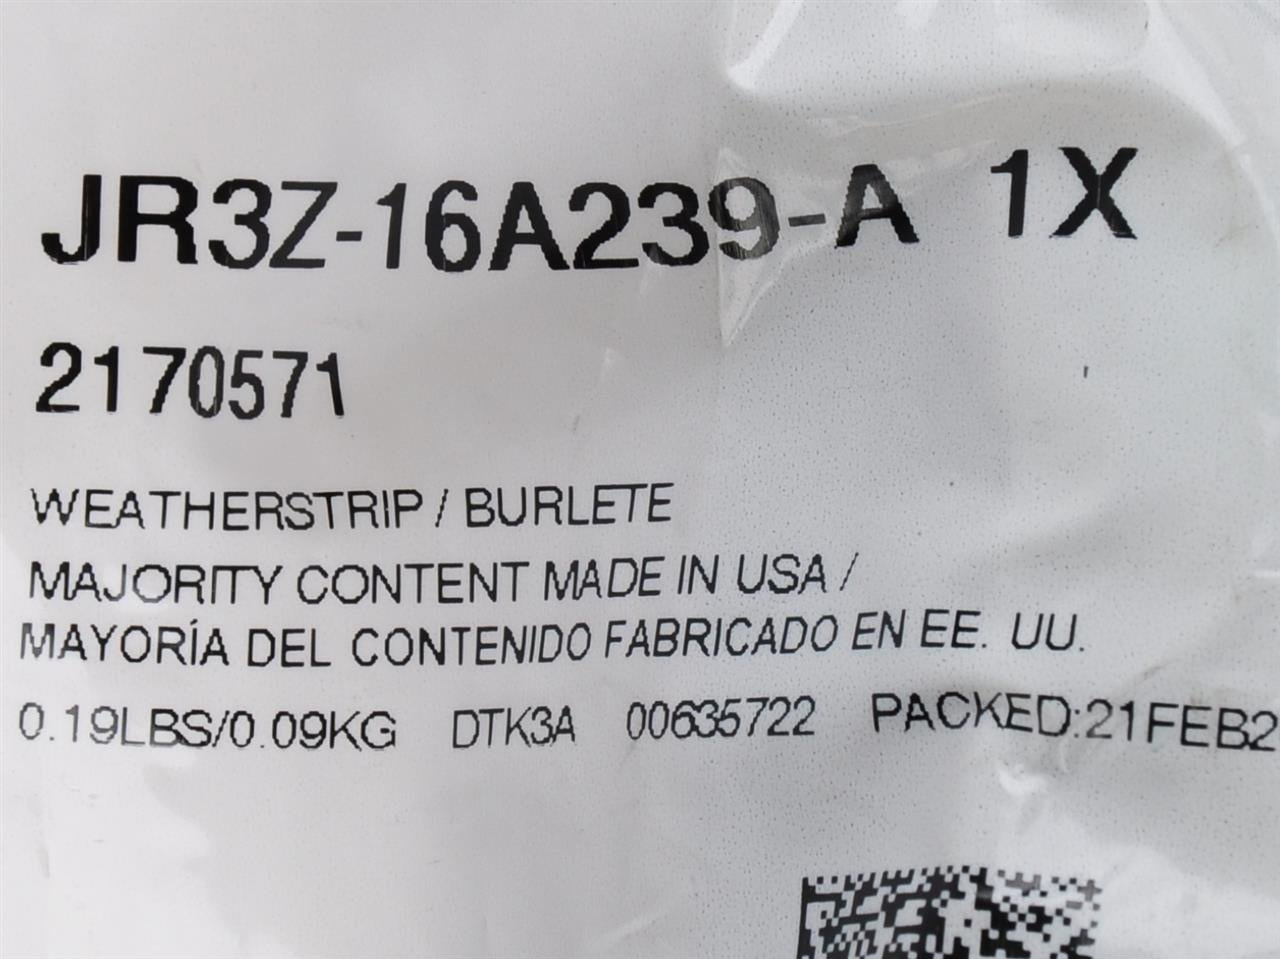 JR3Z-16A239-A 1X
2170571
WEATHERSTRIP / BURLETE
MAJORITY CONTENT MADE IN USA /
MAYORÍA DEL CONTENIDO FABRICADO EN EE. UU.
0.19LBS/0.09KG DTK3A 00635722 PACKED:21FEB2